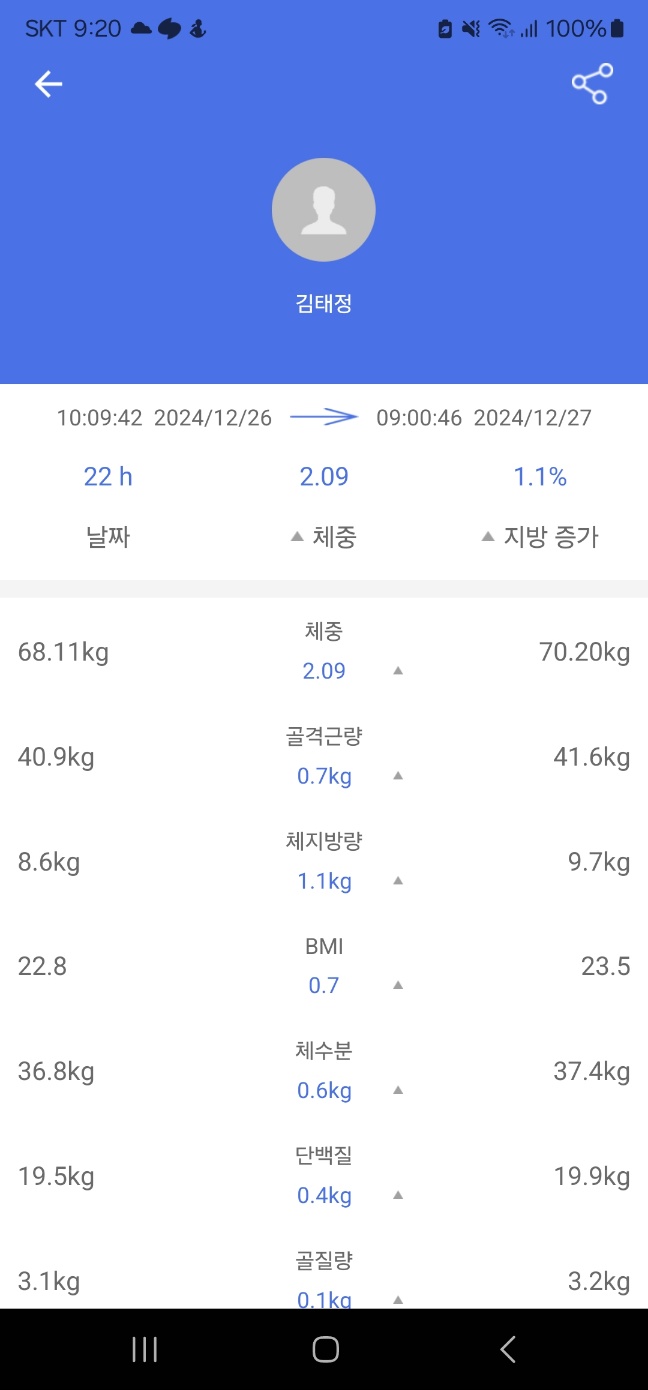 SKT 9:20 100%
김태정
10:09:42 2024/12/26 09:00:46 2024/12/27
22 h 2.09 1.1%
날짜 ▲ 체중 ▲ 지방 증가
체중
68.11kg 70.20kg
2.09 ▲
골격근량
40.9kg 41.6kg
0.7kg ▲
체지방량
8.6kg 9.7kg
1.1kg ▲
BMI
22.8 23.5
0.7 ▲
체수분
36.8kg 37.4kg
0.6kg ▲
단백질
19.5kg 19.9kg
0.4kg ▲
골질량
3.1kg 3.2kg
0.1kg ▲